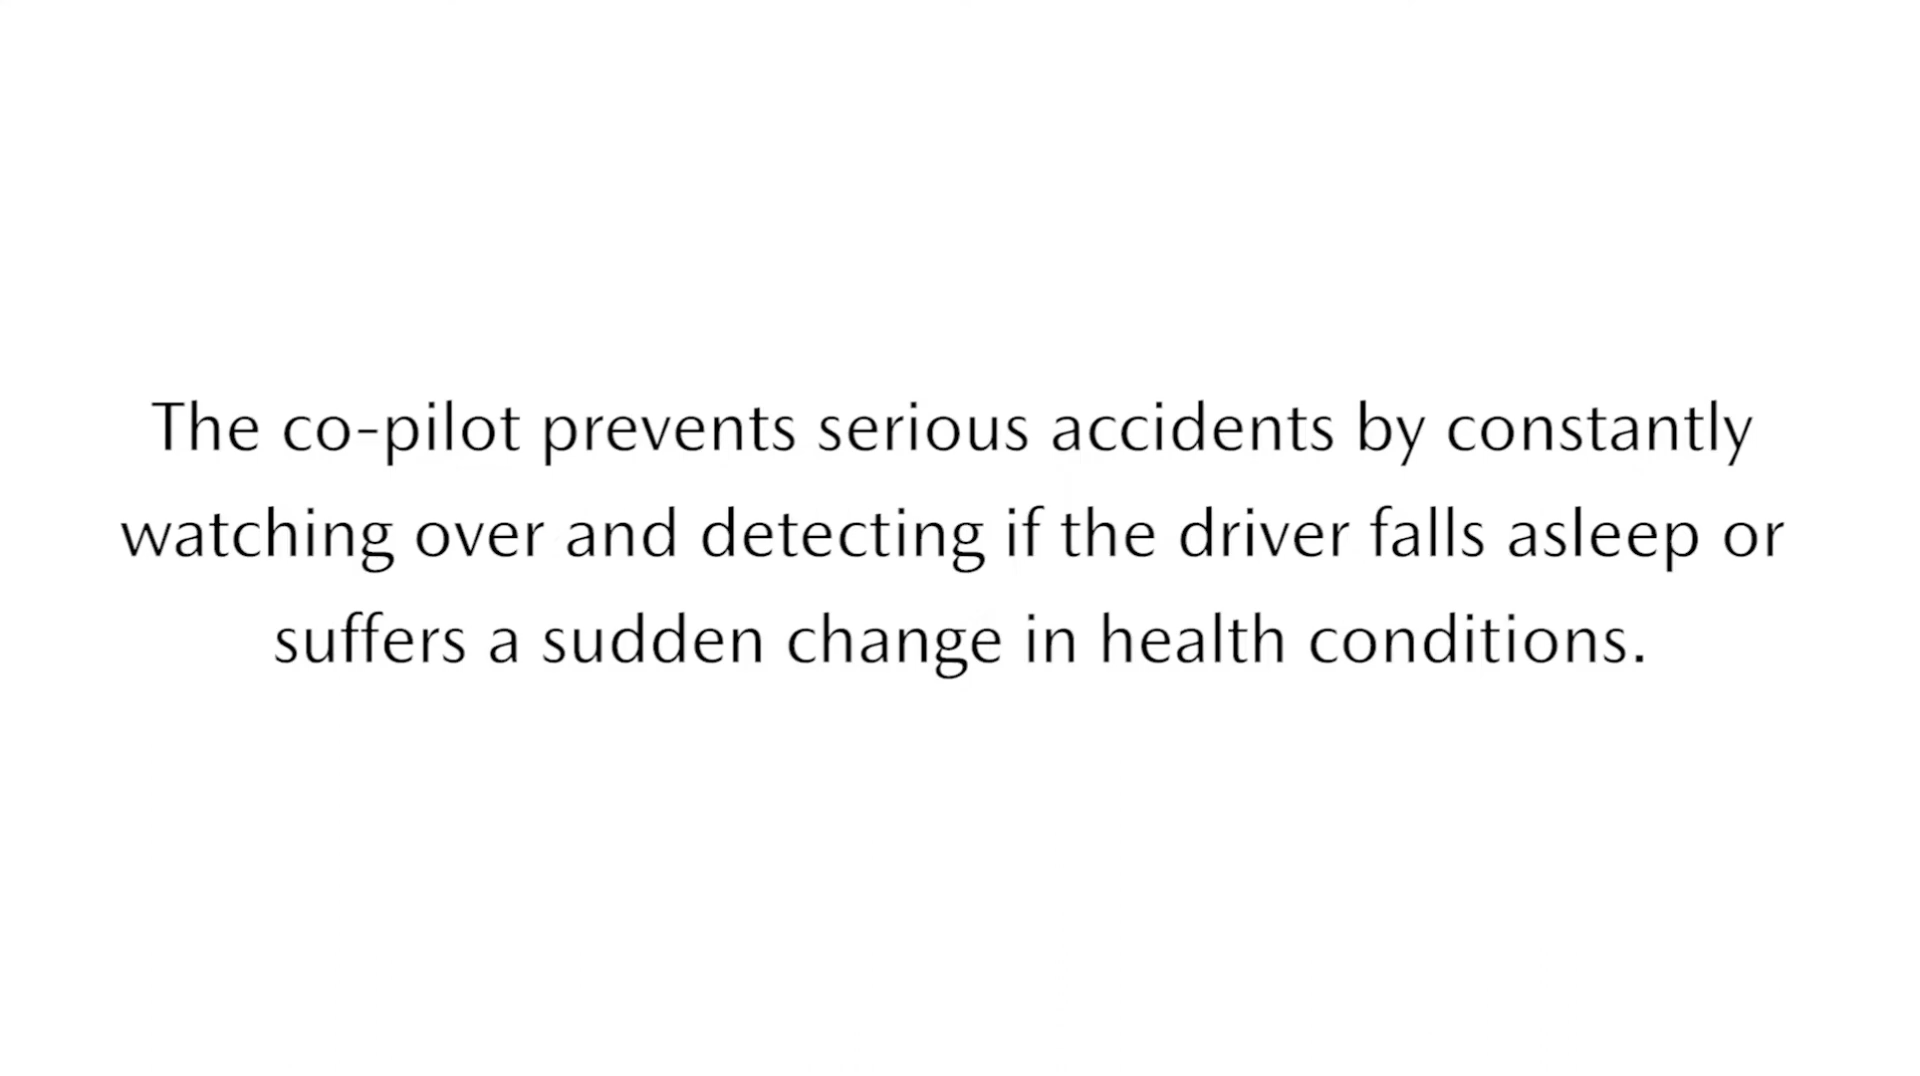 The co-pilot prevents serious accidents by constantly
watching over and detecting if the driver falls asleep or
suffers a sudden change in health conditions.